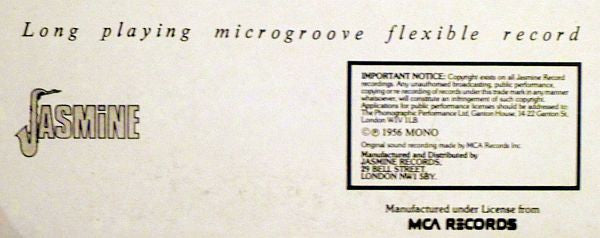 Long playing microgroove flexible record
JASMiNE
IMPORTANT NOTICE: Copyright exists on all Jasmine Record
recordings. Any unauthorised broadcasting, public performance,
copying or re-recording of records under this trade mark in any manner
whatsoever, will constitute an infringement of such copyright.
Applications for public performance licenses should be addressed to:
The Phonographic Performance Ltd, Ganton House, 14-22 Ganton St,
London W1V 1LB.
©℗ 1956 MONO
Original sound recording made by MCA Records Inc.
Manufactured and Distributed by
JASMINE RECORDS,
29 BELL STREET,
LONDON NW1 5BY.
Manufactured under License from
MCA RECORDS